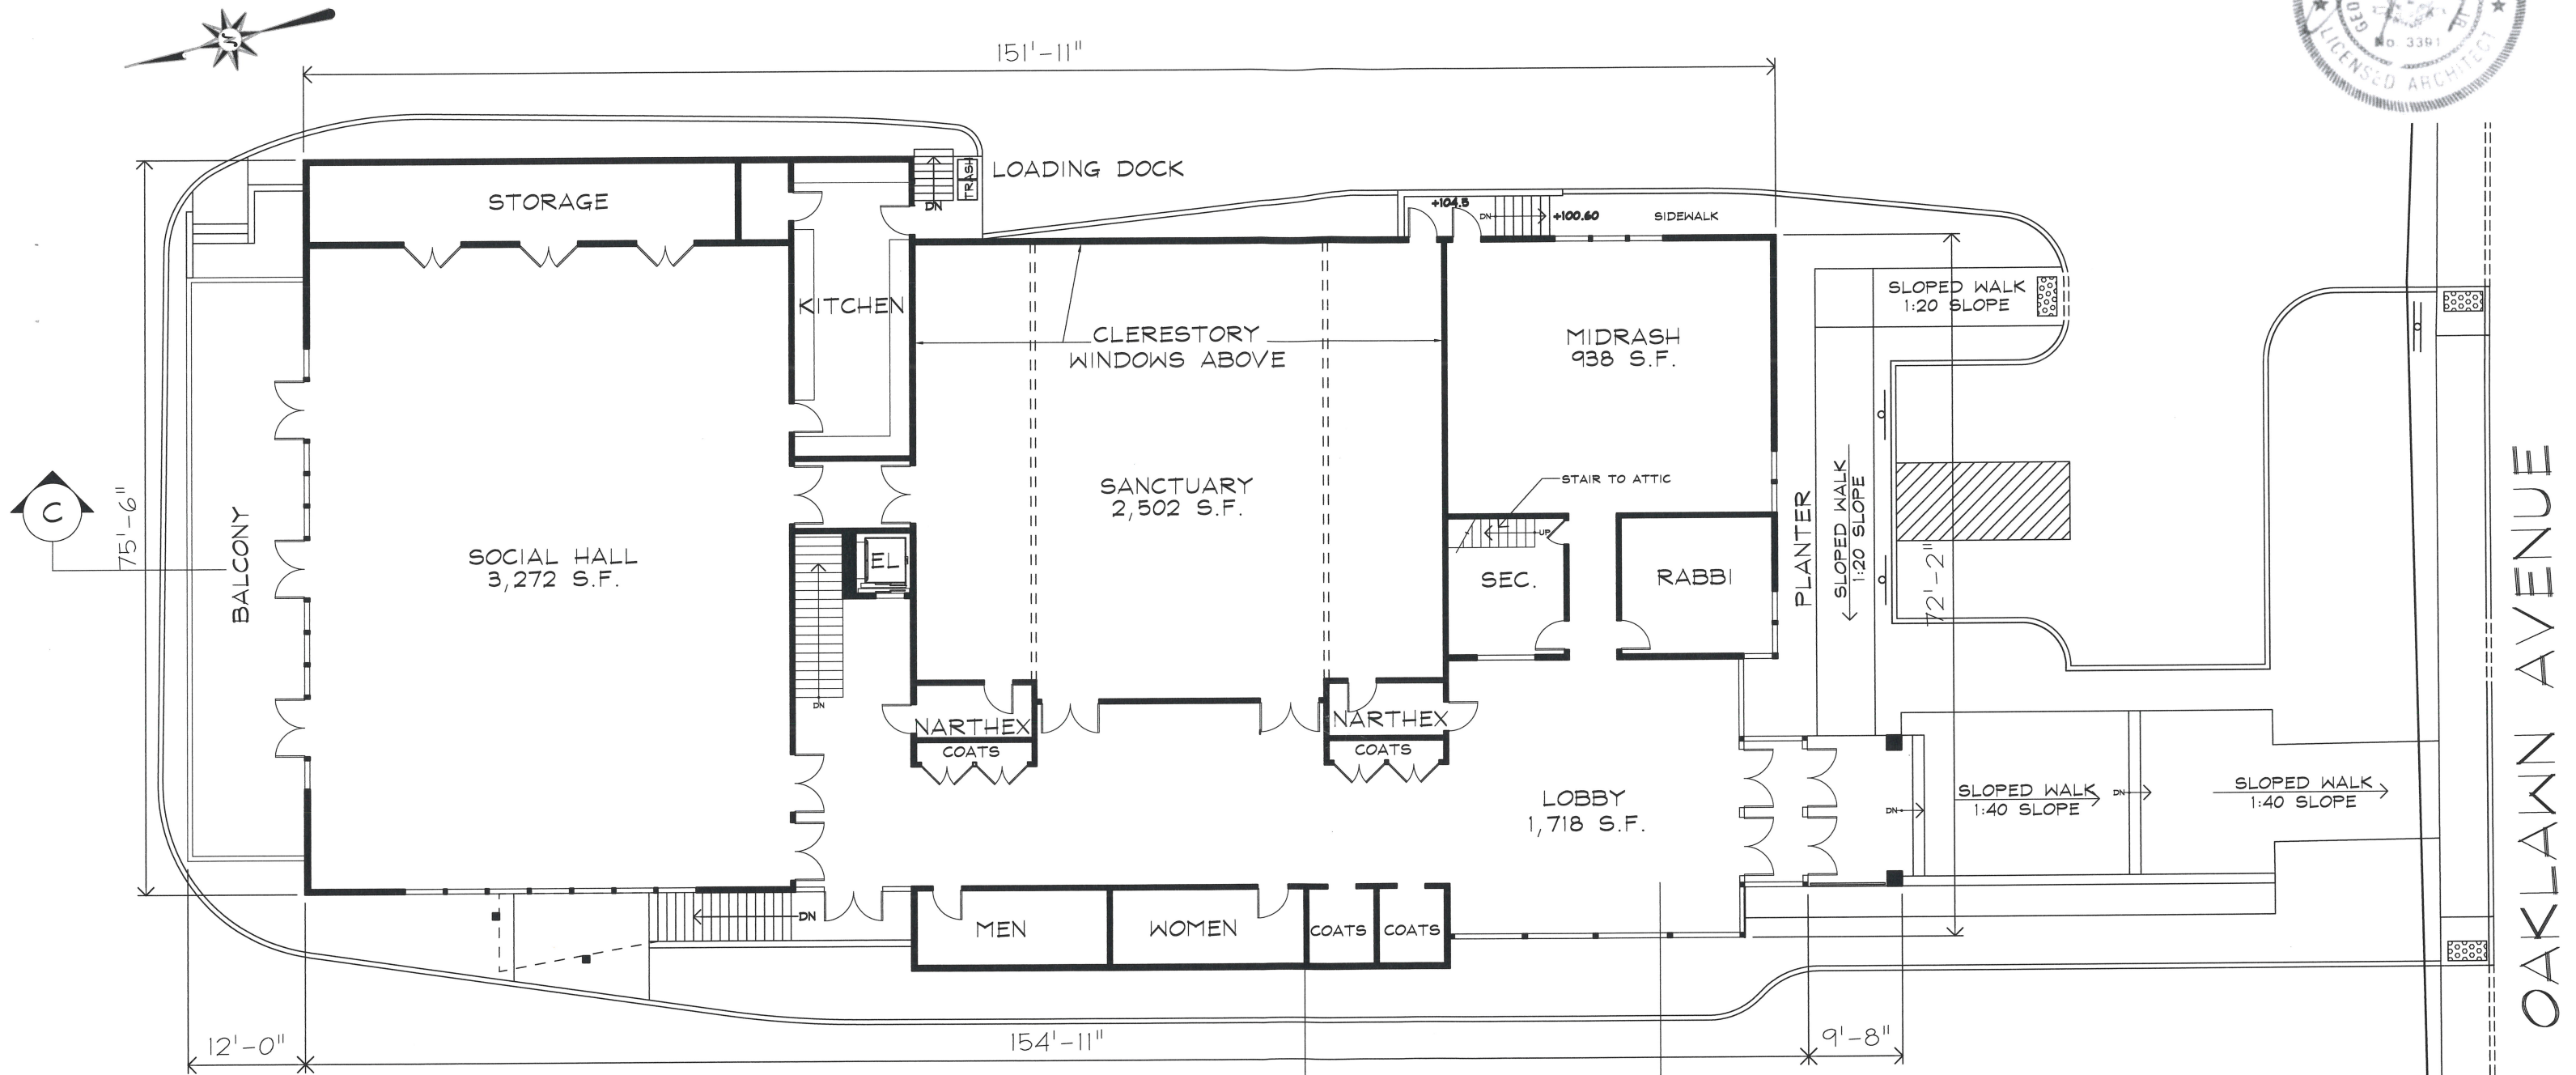 GEO
No. 3391
LICENSED ARCHITECT
151'-11"
LOADING DOCK
TRASH
DN
STORAGE
+104.5
DN
+100.60
SIDEWALK
KITCHEN
CLERESTORY
WINDOWS ABOVE
MIDRASH
938 S.F.
SLOPED WALK
1:20 SLOPE
75'-6"
C
BALCONY
SOCIAL HALL
3,272 S.F.
EL
DN
SANCTUARY
2,502 S.F.
STAIR TO ATTIC
UP
SEC.
RABBI
PLANTER
SLOPED WALK
1:20 SLOPE
72'-2"
OAKLAWN AVENUE
NARTHEX
COATS
NARTHEX
COATS
LOBBY
1,718 S.F.
DN
SLOPED WALK
1:40 SLOPE
DN
SLOPED WALK
1:40 SLOPE
DN
MEN
WOMEN
COATS
COATS
12'-0"
154'-11"
9'-8"